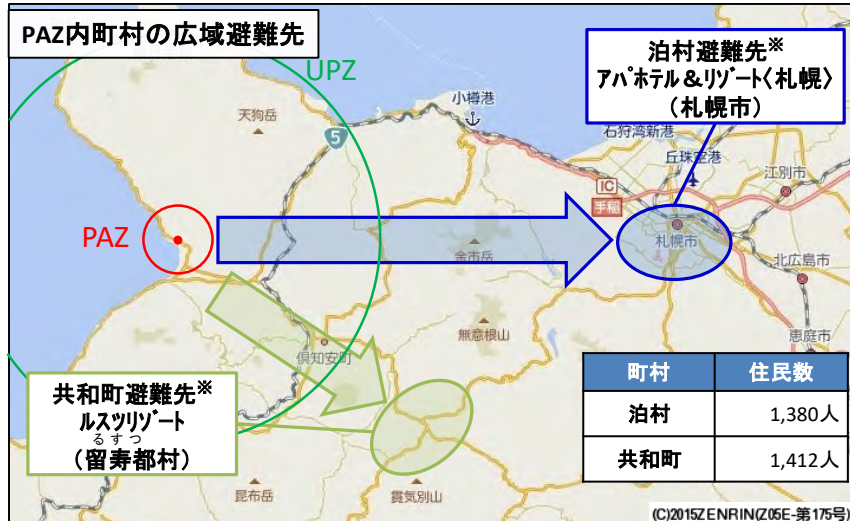 PAZ内町村の広域避難先
UPZ
泊村避難先※
アパホテル&リゾート〈札幌〉
(札幌市)
小樽港
天狗岳
5
石狩湾新港
丘珠空港
江別市
IC
手稲
PAZ
札幌市
余市岳
北広島市
無意根山
恵庭市
倶知安町
共和町避難先※
ルスツリゾート
るすつ
(留寿都村)
町村 住民数
泊村 1,380人
共和町 1,412人
昆布岳
貫気別山
(C)2015ZENRIN(Z05E-第175号)